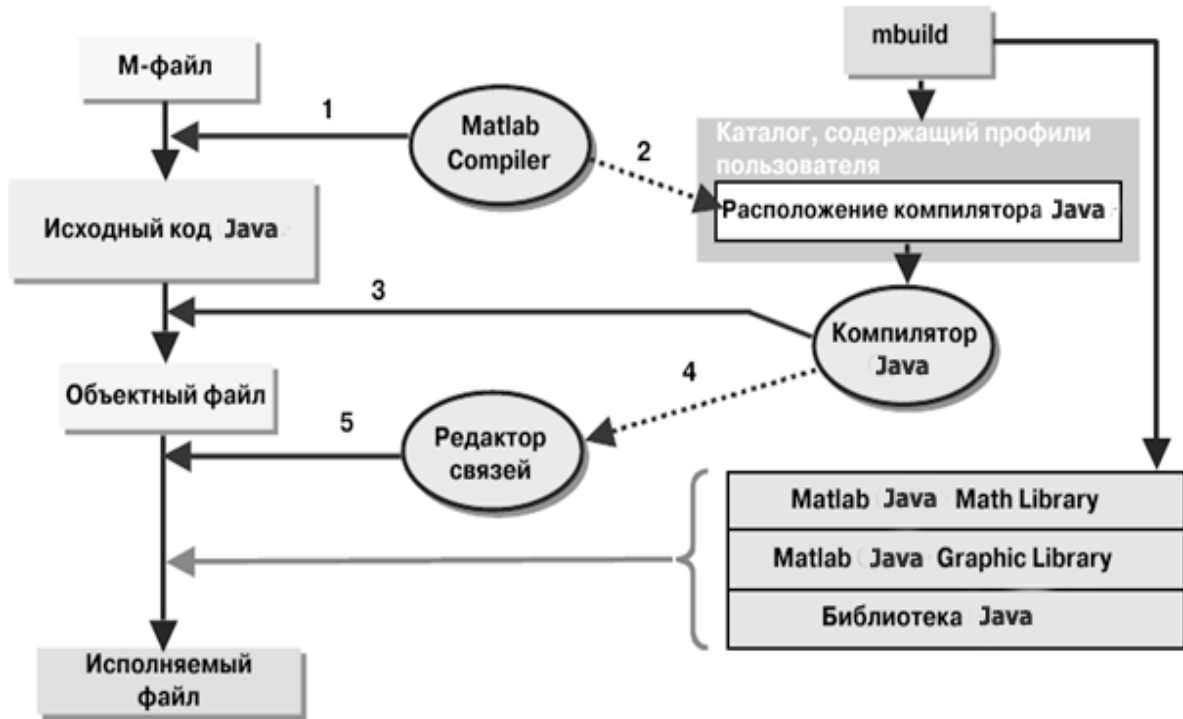 М-файл
mbuild
1
Matlab
Compiler
2
Каталог, содержащий профили
пользователя
Расположение компилятора Java
Исходный код Java
3
Компилятор
Java
4
Объектный файл
5
Редактор
связей
Matlab Java Math Library
Matlab Java Graphic Library
Библиотека Java
Исполняемый
файл